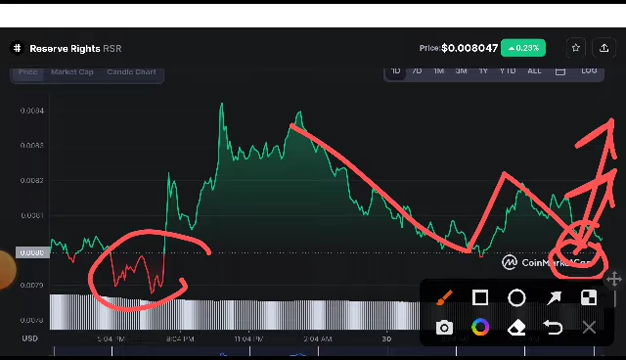 Reserve Rights RSR
Price:$0.008047 ▲0.23%
Price Market Cap Candle Chart
1D 7D 1M 3M 1Y YTD ALL LOG
0.0084
0.0083
0.0082
0.0081
0.0080
0.0079
0.0078
CoinMarketCap
USD 5:04 PM 8:04 PM 11:04 PM 2:04 AM 30